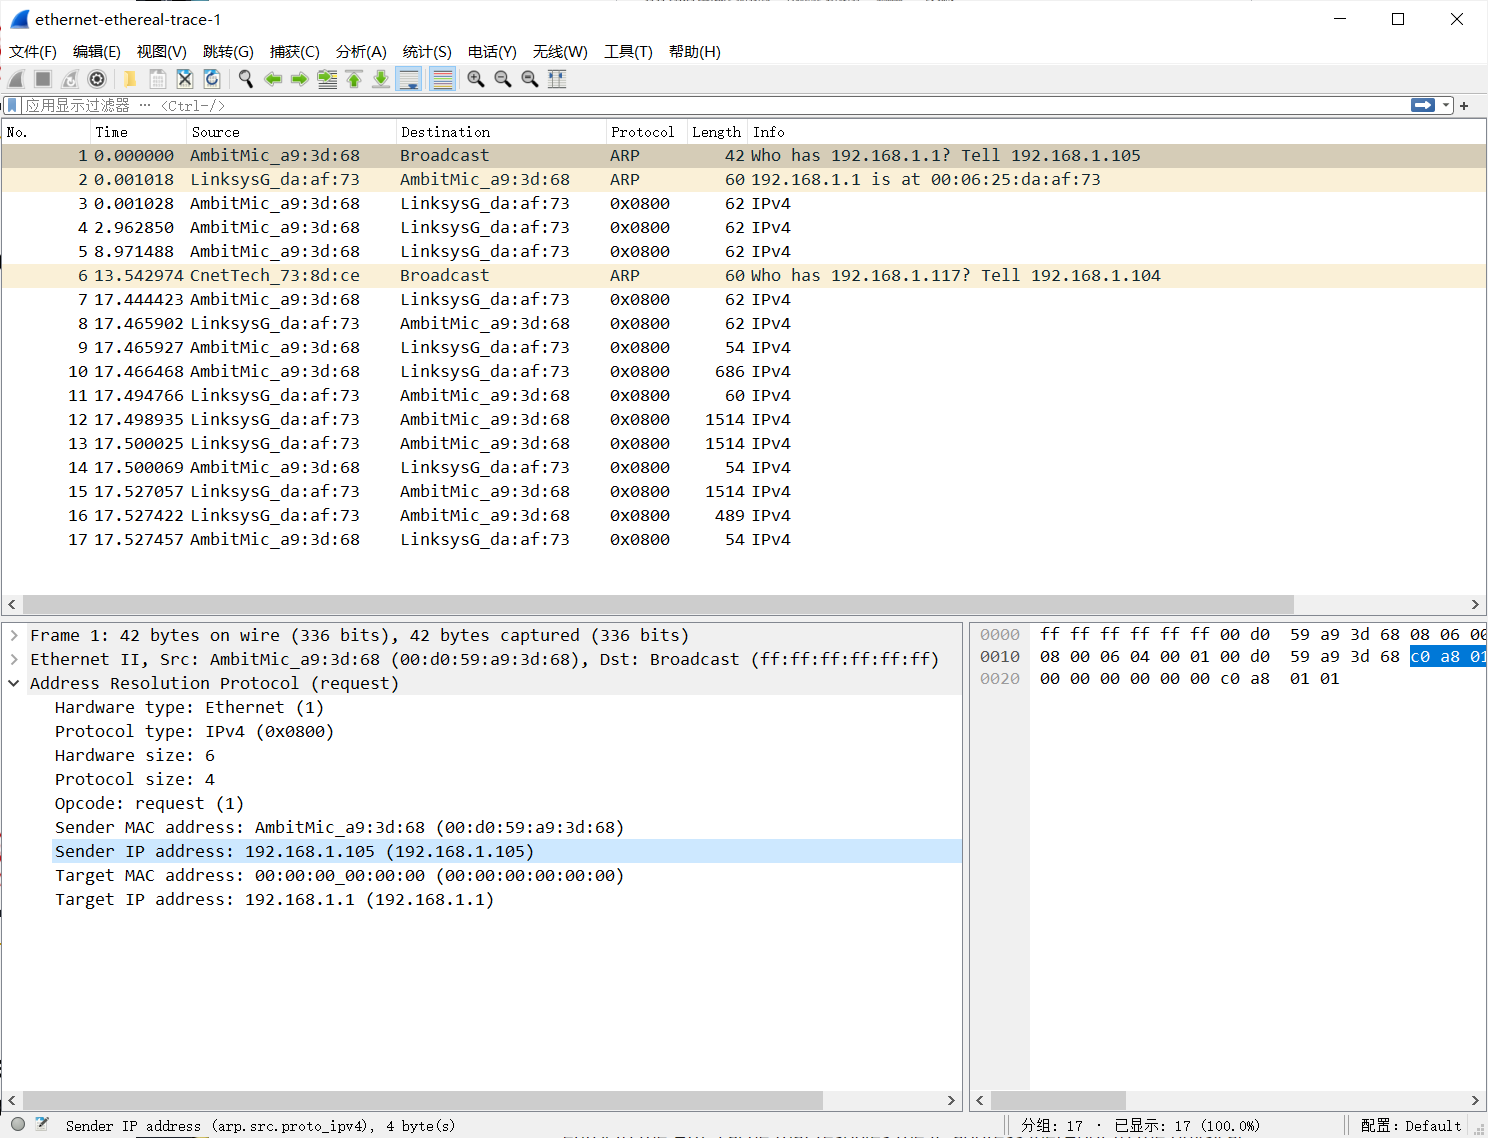 ethernet-ethereal-trace-1
文件(F) 编辑(E) 视图(V) 跳转(G) 捕获(C) 分析(A) 统计(S) 电话(Y) 无线(W) 工具(T) 帮助(H)
应用显示过滤器 … <Ctrl-/>
No. Time Source Destination Protocol Length Info
1 0.000000 AmbitMic_a9:3d:68 Broadcast ARP 42 Who has 192.168.1.1? Tell 192.168.1.105
2 0.001018 LinksysG_da:af:73 AmbitMic_a9:3d:68 ARP 60 192.168.1.1 is at 00:06:25:da:af:73
3 0.001028 AmbitMic_a9:3d:68 LinksysG_da:af:73 0x0800 62 IPv4
4 2.962850 AmbitMic_a9:3d:68 LinksysG_da:af:73 0x0800 62 IPv4
5 8.971488 AmbitMic_a9:3d:68 LinksysG_da:af:73 0x0800 62 IPv4
6 13.542974 CnetTech_73:8d:ce Broadcast ARP 60 Who has 192.168.1.117? Tell 192.168.1.104
7 17.444423 AmbitMic_a9:3d:68 LinksysG_da:af:73 0x0800 62 IPv4
8 17.465902 LinksysG_da:af:73 AmbitMic_a9:3d:68 0x0800 62 IPv4
9 17.465927 AmbitMic_a9:3d:68 LinksysG_da:af:73 0x0800 54 IPv4
10 17.466468 AmbitMic_a9:3d:68 LinksysG_da:af:73 0x0800 686 IPv4
11 17.494766 LinksysG_da:af:73 AmbitMic_a9:3d:68 0x0800 60 IPv4
12 17.498935 LinksysG_da:af:73 AmbitMic_a9:3d:68 0x0800 1514 IPv4
13 17.500025 LinksysG_da:af:73 AmbitMic_a9:3d:68 0x0800 1514 IPv4
14 17.500069 AmbitMic_a9:3d:68 LinksysG_da:af:73 0x0800 54 IPv4
15 17.527057 LinksysG_da:af:73 AmbitMic_a9:3d:68 0x0800 1514 IPv4
16 17.527422 LinksysG_da:af:73 AmbitMic_a9:3d:68 0x0800 489 IPv4
17 17.527457 AmbitMic_a9:3d:68 LinksysG_da:af:73 0x0800 54 IPv4
Frame 1: 42 bytes on wire (336 bits), 42 bytes captured (336 bits)
Ethernet II, Src: AmbitMic_a9:3d:68 (00:d0:59:a9:3d:68), Dst: Broadcast (ff:ff:ff:ff:ff:ff)
Address Resolution Protocol (request)
Hardware type: Ethernet (1)
Protocol type: IPv4 (0x0800)
Hardware size: 6
Protocol size: 4
Opcode: request (1)
Sender MAC address: AmbitMic_a9:3d:68 (00:d0:59:a9:3d:68)
Sender IP address: 192.168.1.105 (192.168.1.105)
Target MAC address: 00:00:00_00:00:00 (00:00:00:00:00:00)
Target IP address: 192.168.1.1 (192.168.1.1)
0000 ff ff ff ff ff ff 00 d0 59 a9 3d 68 08 06 00
0010 08 00 06 04 00 01 00 d0 59 a9 3d 68 c0 a8 01
0020 00 00 00 00 00 00 c0 a8 01 01
Sender IP address (arp.src.proto_ipv4), 4 byte(s)
分组: 17 · 已显示: 17 (100.0%)
配置: Default